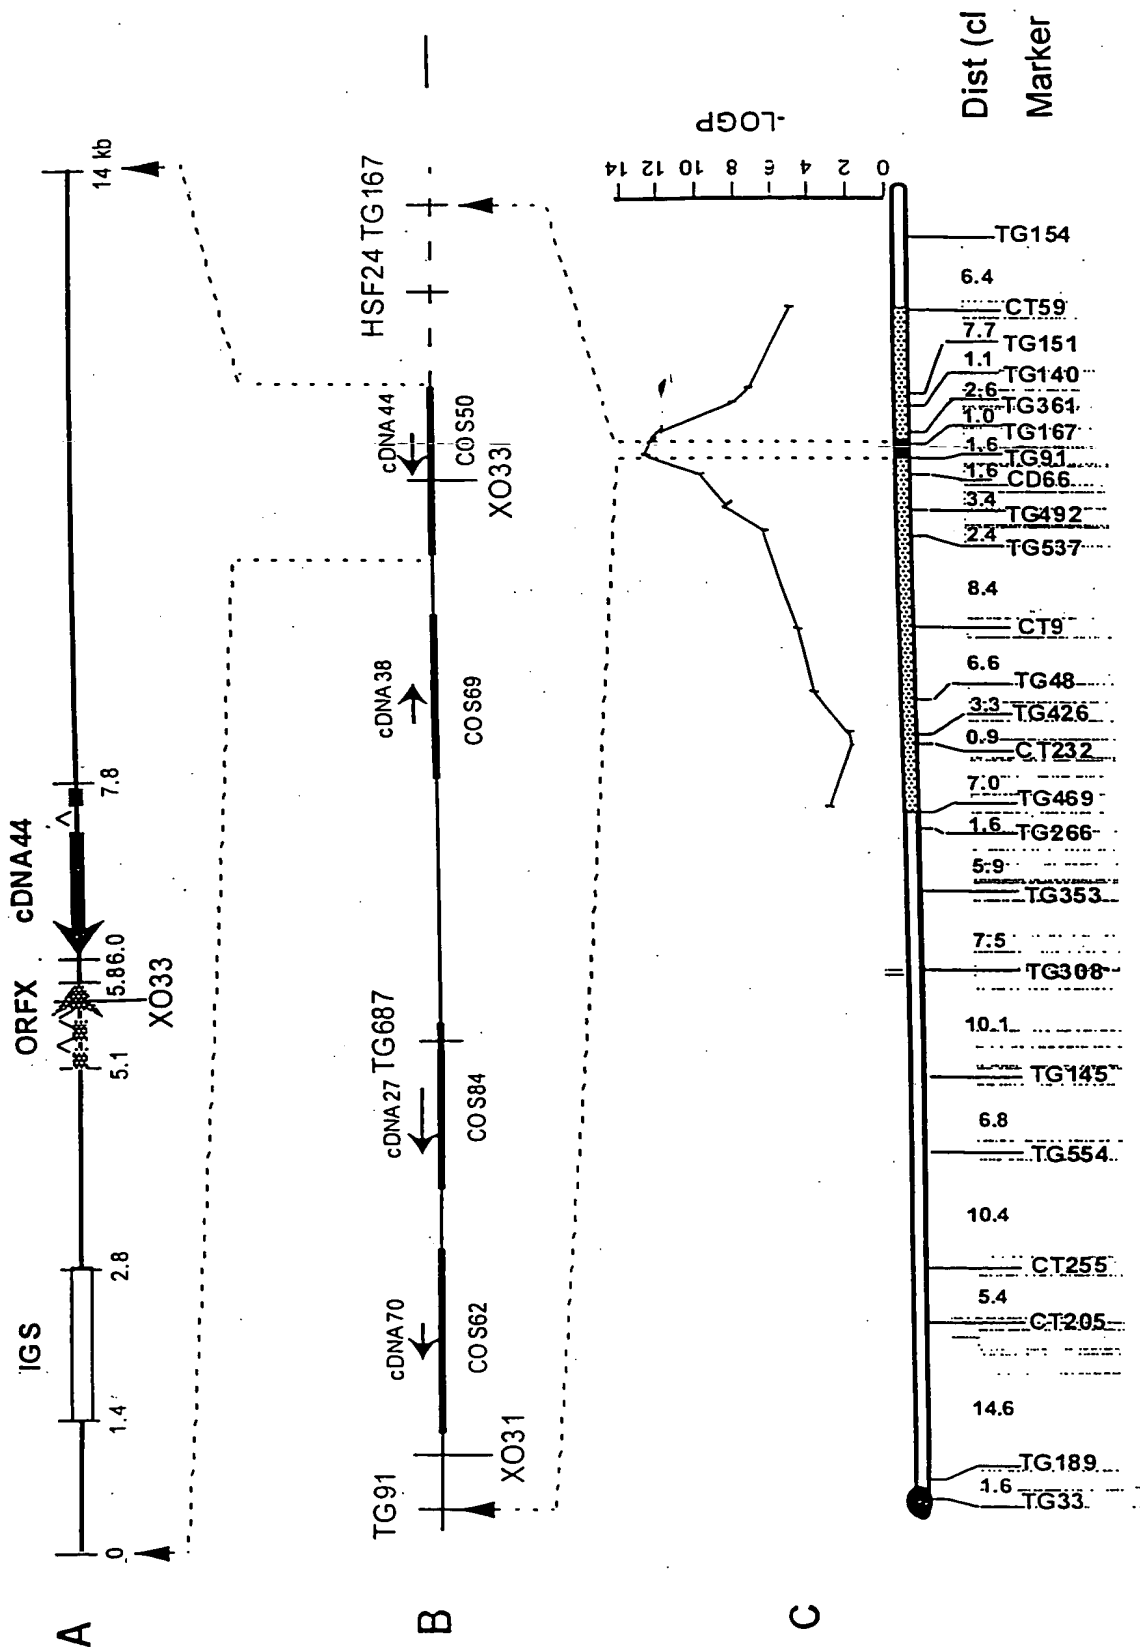 A
IGS
ORFX
cDNA44
0
1.4
2.8
5.1
5.86.0
7.8
14 kb
XO33
B
TG91
cDNA70
cDNA27
TG687
cDNA38
cDNA44
HSF24 TG167
COS62
COS84
COS69
COS50
XO31
XO33
C
-LOGP
14
12
10
8
6
4
2
0
Dist (cl
Marker
TG154
6.4
CT59
7.7
TG151
1.1
TG140
2.6
TG361
1.0
TG167
1.6
TG91
1.6
CD66
3.4
TG492
2.4
TG537
8.4
CT9
6.6
TG48
3.3
TG426
0.9
CT232
7.0
TG469
1.6
TG266
5.9
TG353
7.5
TG308
10.1
TG145
6.8
TG554
10.4
CT255
5.4
CT205
14.6
TG189
1.6
TG33